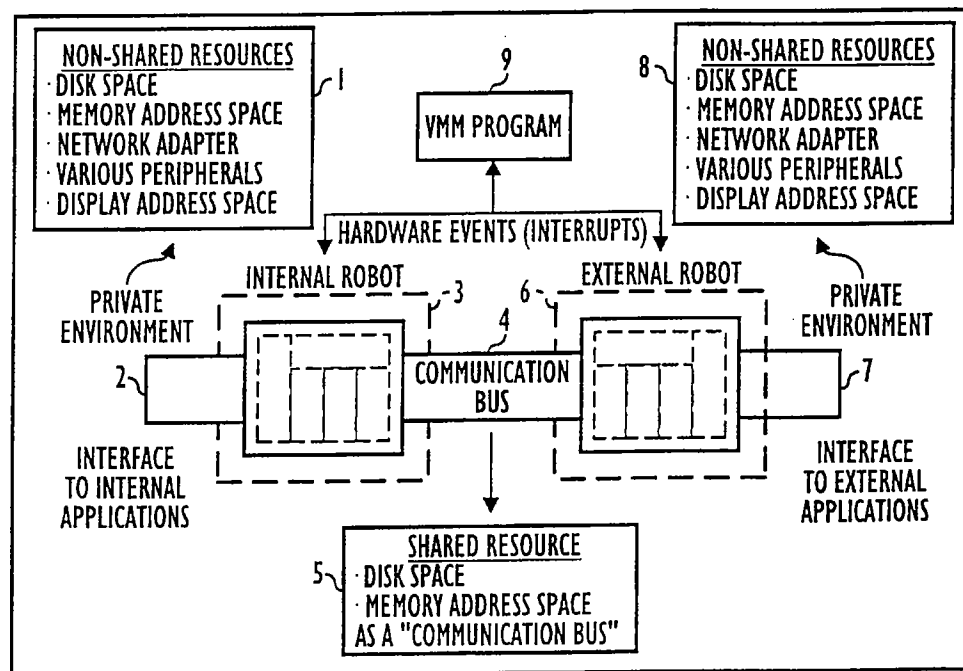 NON-SHARED RESOURCES
· DISK SPACE
· MEMORY ADDRESS SPACE
· NETWORK ADAPTER
· VARIOUS PERIPHERALS
· DISPLAY ADDRESS SPACE
1
9
VMM PROGRAM
8
NON-SHARED RESOURCES
· DISK SPACE
· MEMORY ADDRESS SPACE
· NETWORK ADAPTER
· VARIOUS PERIPHERALS
· DISPLAY ADDRESS SPACE
HARDWARE EVENTS (INTERRUPTS)
PRIVATE
ENVIRONMENT
INTERNAL ROBOT
3
EXTERNAL ROBOT
6
PRIVATE
ENVIRONMENT
2
4
COMMUNICATION
BUS
7
INTERFACE
TO INTERNAL
APPLICATIONS
INTERFACE
TO EXTERNAL
APPLICATIONS
5
SHARED RESOURCE
· DISK SPACE
· MEMORY ADDRESS SPACE
AS A "COMMUNICATION BUS"